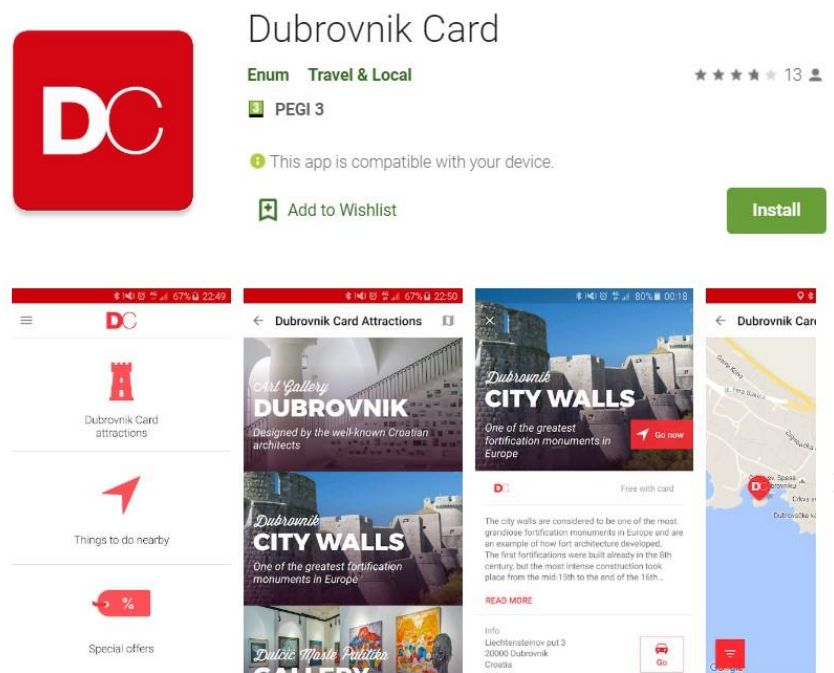 Dubrovnik Card
DC
Enum Travel & Local
13
3 PEGI 3
This app is compatible with your device.
Add to Wishlist
Install
67% 22:49
DC
Dubrovnik Card
attractions
Things to do nearby
%
Special offers
67% 22:50
Dubrovnik Card Attractions
Art Gallery
DUBROVNIK
Designed by the well-known Croatian
architects
Dubrovnik
CITY WALLS
One of the greatest fortification
monuments in Europe
Dulcic Masle Pulitika
GALLERY
80% 00:18
Dubrovnik
CITY WALLS
One of the greatest
fortification monuments in
Europe
Go now
DC
Free with card
The city walls are considered to be one of the most
grandiose fortification monuments in Europe and are
an example of how fort architecture developed.
The first fortifications were built already in the 8th
century, but the most intense construction took
place from the mid-15th to the end of the 16th...
READ MORE
Info
Liechtensteinov put 3
20000 Dubrovnik
Croatia
Go
Dubrovnik Car
DC
Google